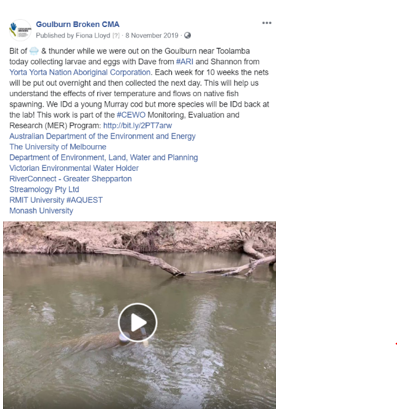 Goulburn Broken CMA
Published by Fiona Lloyd [?] · 8 November 2019 ·
Bit of 🌧 & thunder while we were out on the Goulburn near Toolamba
today collecting larvae and eggs with Dave from #ARI and Shannon from
Yorta Yorta Nation Aboriginal Corporation. Each week for 10 weeks the nets
will be put out overnight and then collected the next day. This will help us
understand the effects of river temperature and flows on native fish
spawning. We IDd a young Murray cod but more species will be IDd back at
the lab! This work is part of the #CEWO Monitoring, Evaluation and
Research (MER) Program: http://bit.ly/2PT7arw
Australian Department of the Environment and Energy
The University of Melbourne
Department of Environment, Land, Water and Planning
Victorian Environmental Water Holder
RiverConnect - Greater Shepparton
Streamology Pty Ltd
RMIT University #AQUEST
Monash University